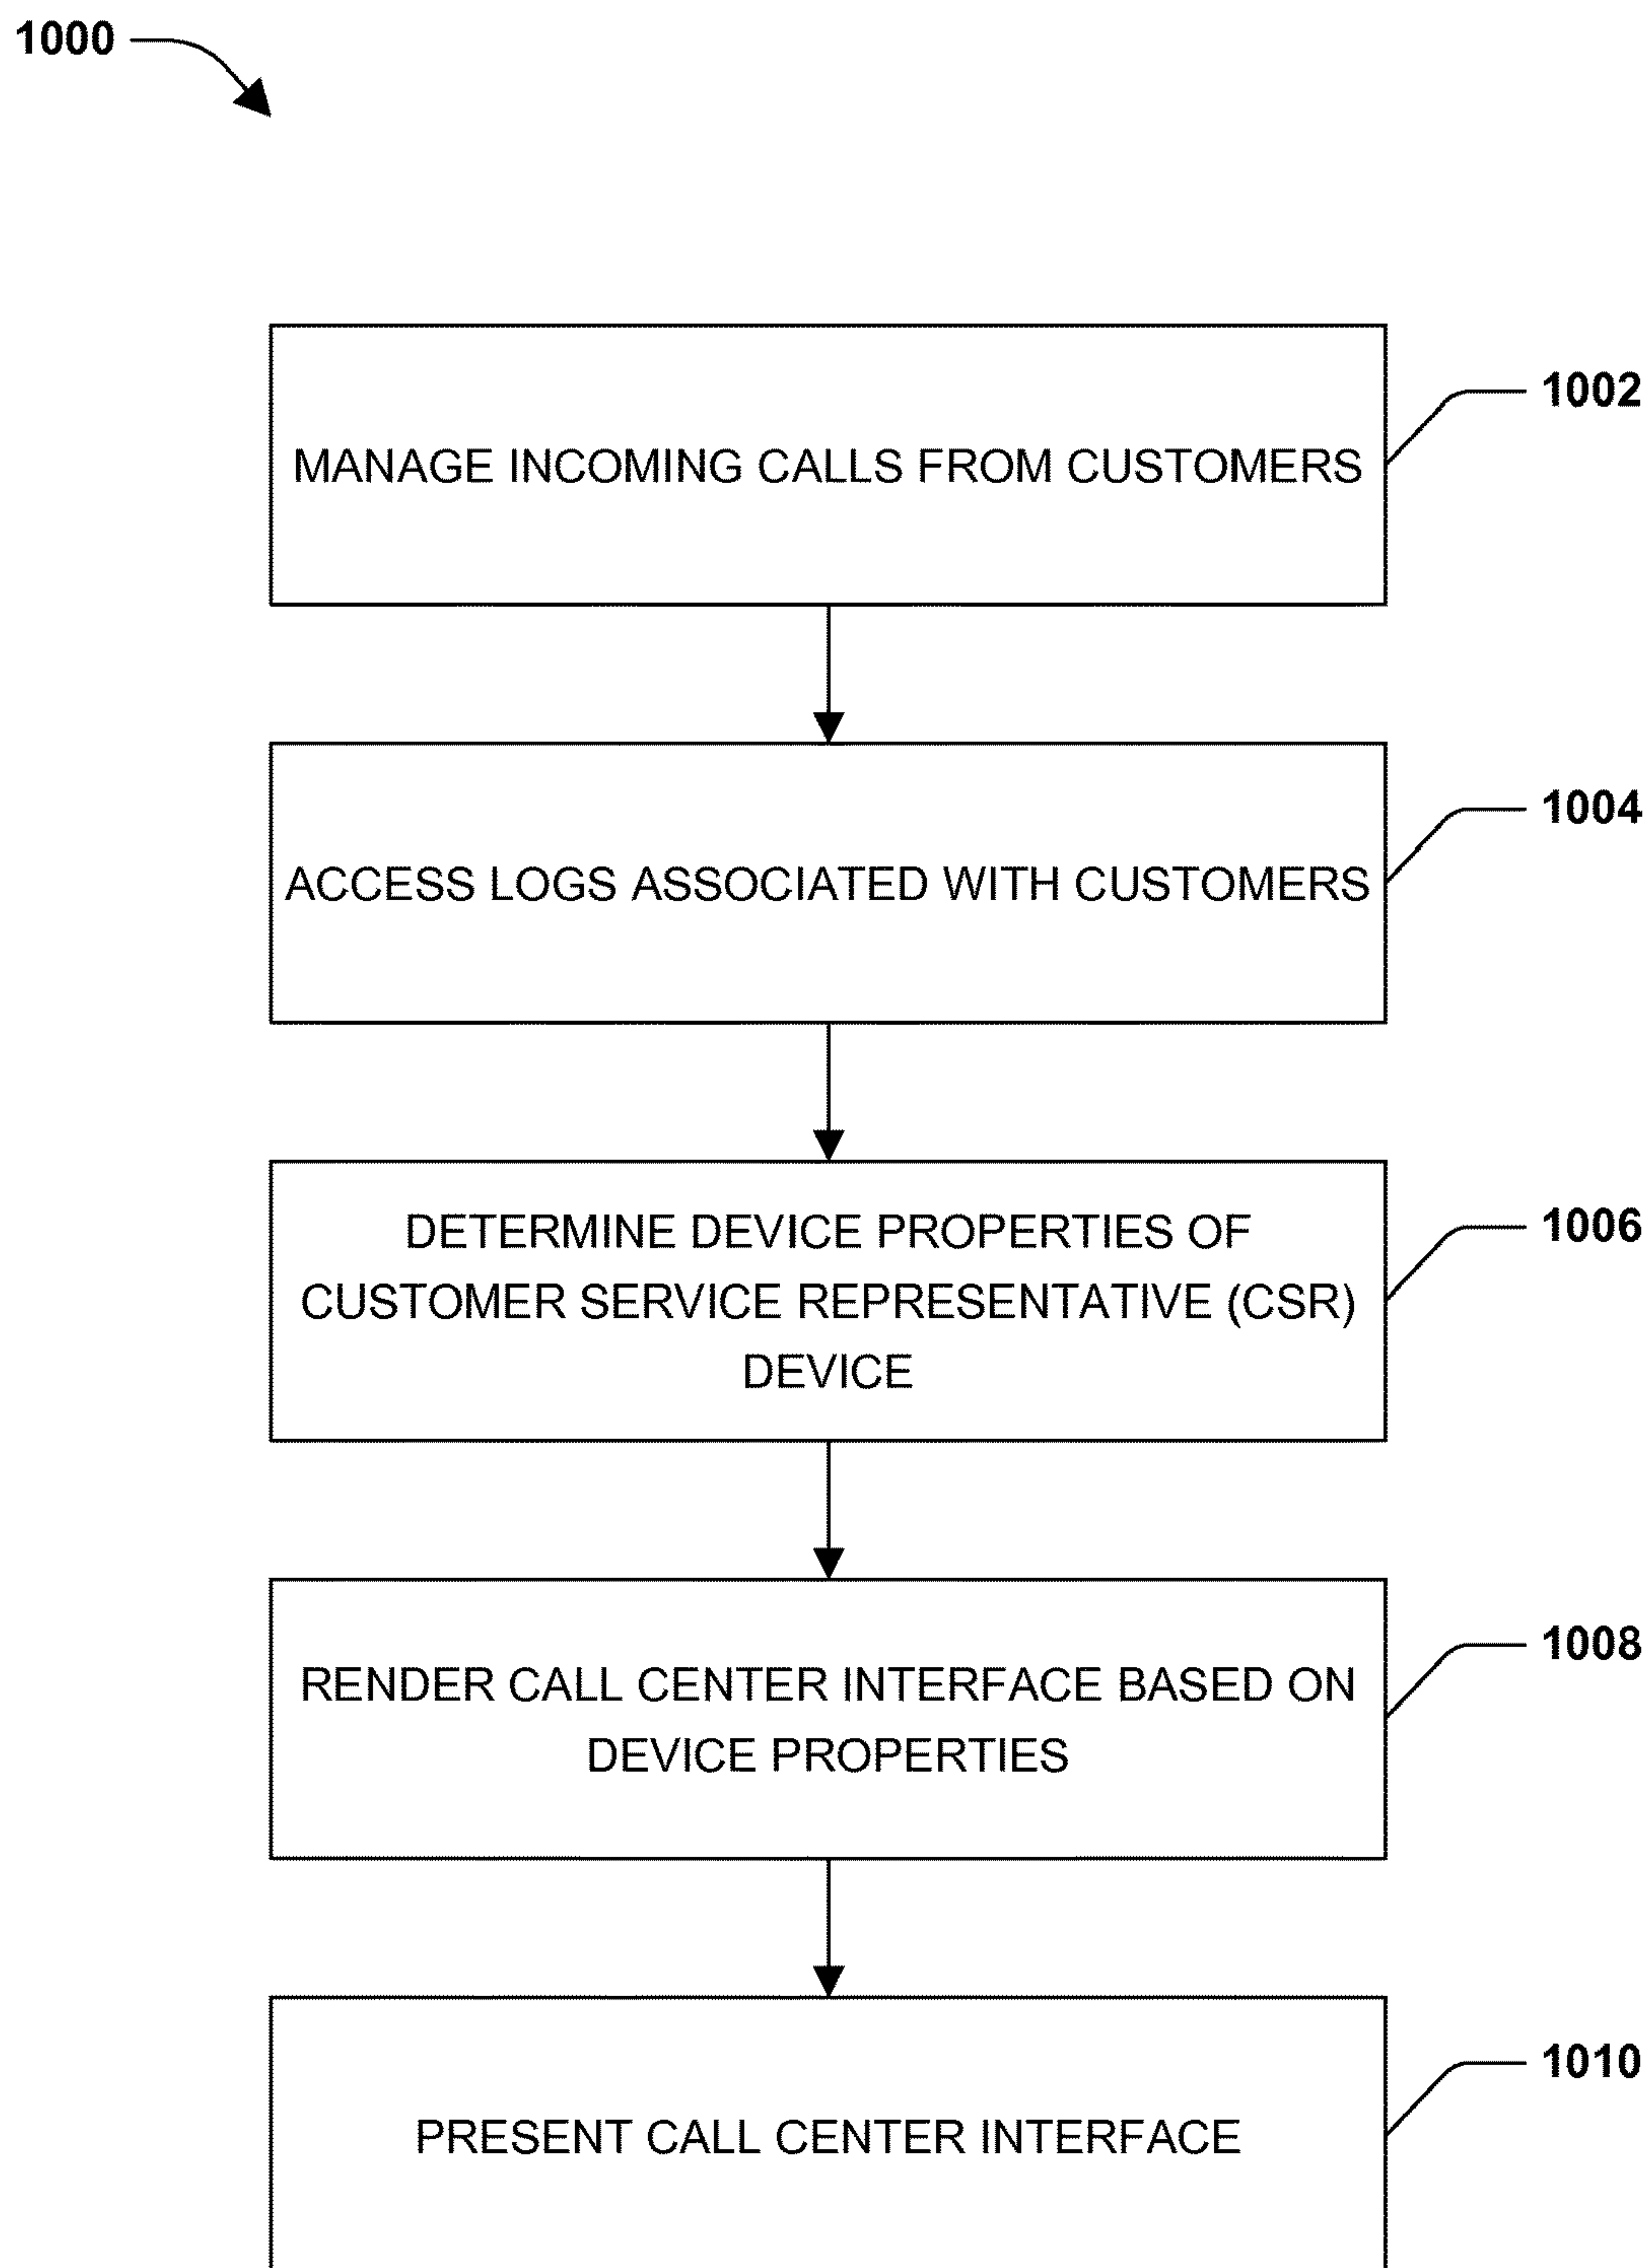 1000
1002
MANAGE INCOMING CALLS FROM CUSTOMERS
1004
ACCESS LOGS ASSOCIATED WITH CUSTOMERS
1006
DETERMINE DEVICE PROPERTIES OF
CUSTOMER SERVICE REPRESENTATIVE (CSR)
DEVICE
1008
RENDER CALL CENTER INTERFACE BASED ON
DEVICE PROPERTIES
1010
PRESENT CALL CENTER INTERFACE